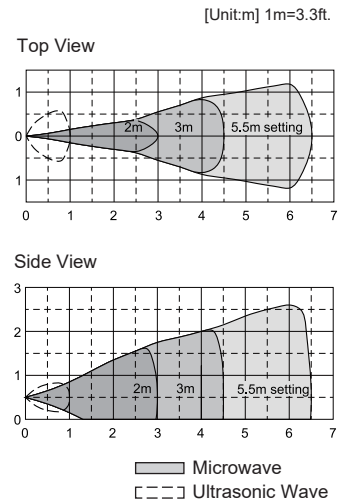 [Unit:m] 1m=3.3ft.
Top View
1
0
1
2m
3m
5.5m setting
0 1 2 3 4 5 6 7
Side View
3
2
1
0
2m
3m
5.5m setting
0 1 2 3 4 5 6 7
Microwave
Ultrasonic Wave